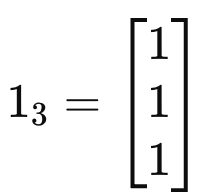 1₃ = [1
1
1]